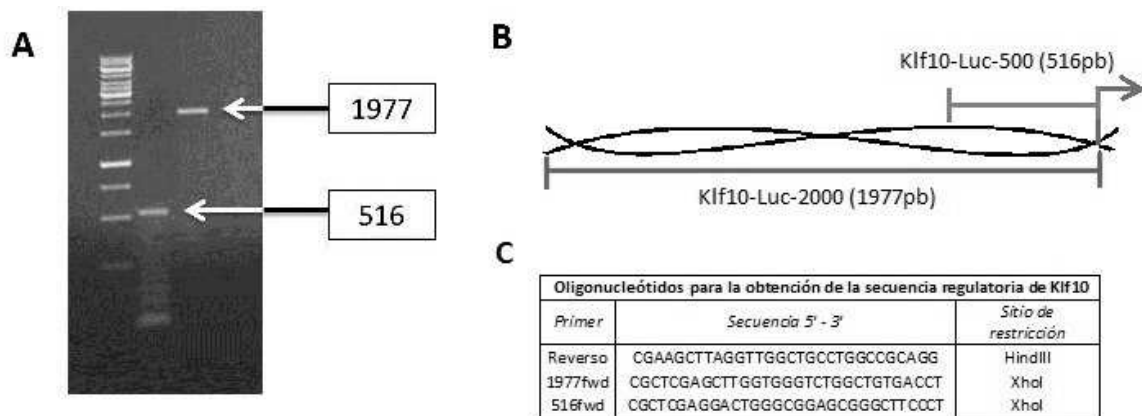 A
1977
516
B
Klf10-Luc-500 (516pb)
Klf10-Luc-2000 (1977pb)
C
Oligonucleótidos para la obtención de la secuencia regulatoria de Klf10
Primer Secuencia 5' - 3' Sitio de restricción
Reverso CGAAGCTTAGGTTGGCTGCCTGGCCGCAGG HindIII
1977fwd CGCTCGAGCTTGGTGGGTCTGGCTGTGACCT XhoI
516fwd CGCTCGAGGACTGGGCGGAGCGGGCTTCCCT XhoI